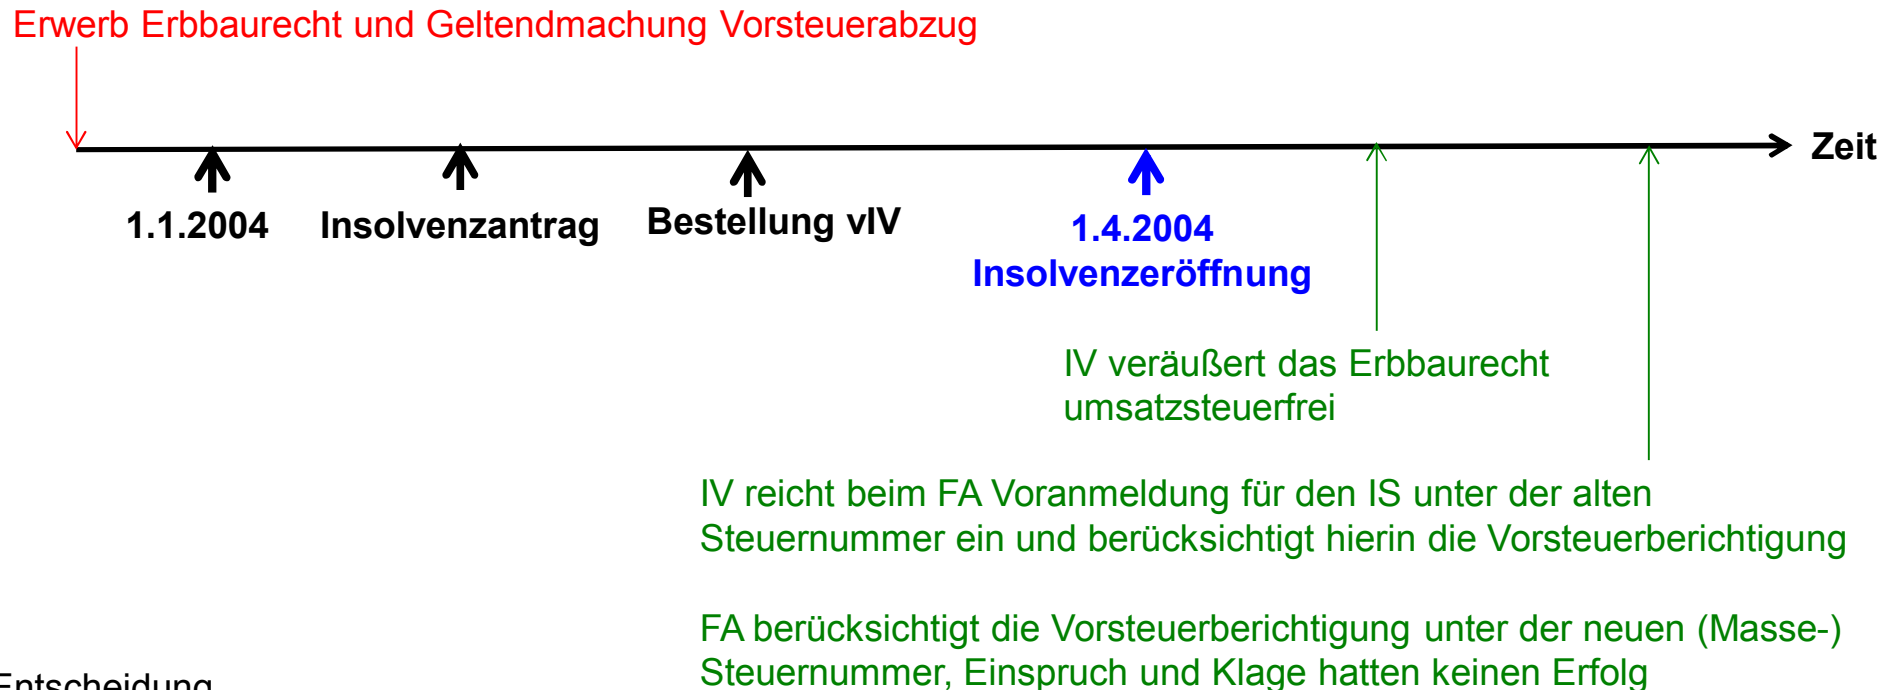 Erwerb Erbbaurecht und Geltendmachung Vorsteuerabzug
Zeit
1.1.2004
Insolvenzantrag
Bestellung vIV
1.4.2004
Insolvenzeröffnung
IV veräußert das Erbbaurecht
umsatzsteuerfrei
IV reicht beim FA Voranmeldung für den IS unter der alten
Steuernummer ein und berücksichtigt hierin die Vorsteuerberichtigung
FA berücksichtigt die Vorsteuerberichtigung unter der neuen (Masse-)
Steuernummer, Einspruch und Klage hatten keinen Erfolg
Entscheidung